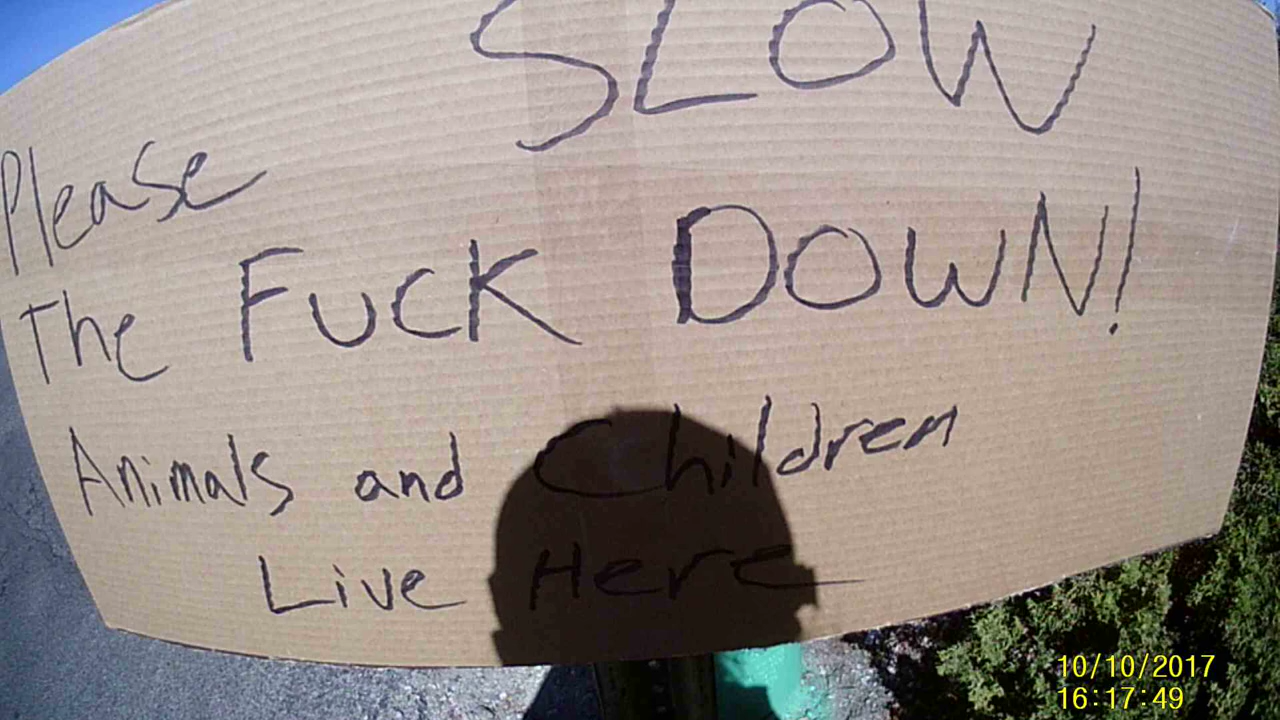 Please SLOW
The FUCK DOWN!
Animals and Children
Live Here
10/10/2017
16:17:49